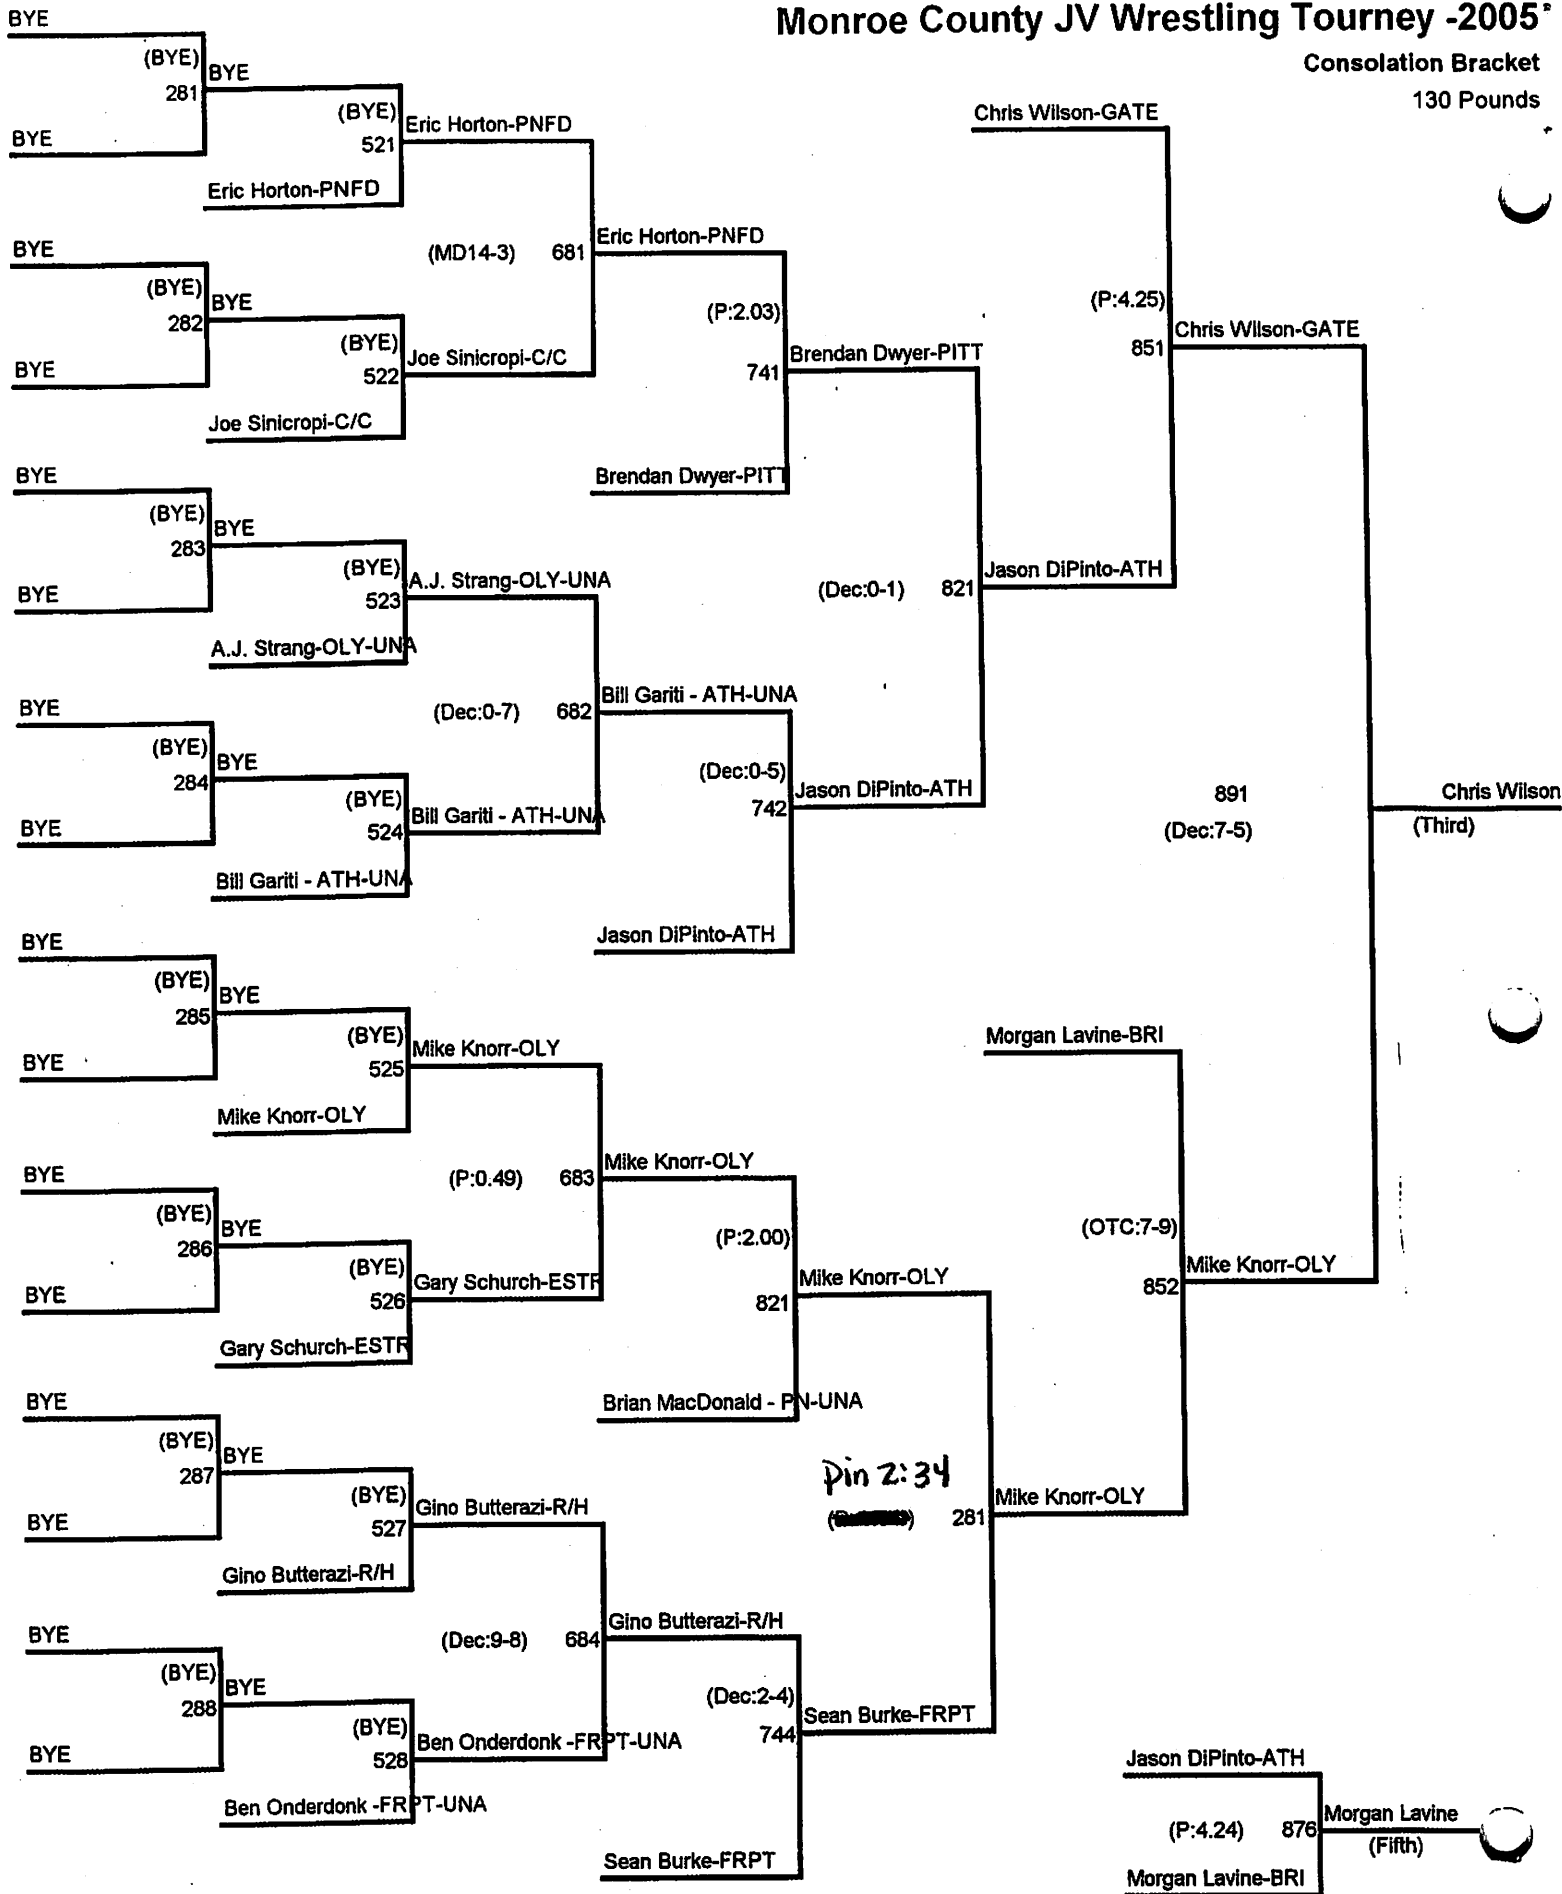 Monroe County JV Wrestling Tourney -2005
Consolation Bracket
130 Pounds
BYE
(BYE)
281
BYE
BYE
(BYE)
521
Eric Horton-PNFD
Eric Horton-PNFD
BYE
(BYE)
282
BYE
BYE
(BYE)
522
Joe Sinicropi-C/C
Joe Sinicropi-C/C
(MD14-3) 681
Eric Horton-PNFD
(P:2.03)
741
Brendan Dwyer-PITT
Brendan Dwyer-PITT
BYE
(BYE)
283
BYE
BYE
(BYE)
523
A.J. Strang-OLY-UNA
A.J. Strang-OLY-UNA
BYE
(BYE)
284
BYE
BYE
(BYE)
524
Bill Gariti - ATH-UNA
Bill Gariti - ATH-UNA
(Dec:0-7) 682
Bill Gariti - ATH-UNA
(Dec:0-5)
742
Jason DiPinto-ATH
Jason DiPinto-ATH
(Dec:0-1) 821
Jason DiPinto-ATH
Chris Wilson-GATE
(P:4.25)
851
Chris Wilson-GATE
BYE
(BYE)
285
BYE
BYE
(BYE)
525
Mike Knorr-OLY
Mike Knorr-OLY
BYE
(BYE)
286
BYE
BYE
(BYE)
526
Gary Schurch-ESTR
Gary Schurch-ESTR
(P:0.49) 683
Mike Knorr-OLY
(P:2.00)
821
Mike Knorr-OLY
Brian MacDonald - PN-UNA
BYE
(BYE)
287
BYE
BYE
(BYE)
527
Gino Butterazi-R/H
Gino Butterazi-R/H
BYE
(BYE)
288
BYE
BYE
(BYE)
528
Ben Onderdonk -FRPT-UNA
Ben Onderdonk -FRPT-UNA
(Dec:9-8) 684
Gino Butterazi-R/H
(Dec:2-4)
744
Sean Burke-FRPT
Sean Burke-FRPT
Pin 2:34
281
Mike Knorr-OLY
Morgan Lavine-BRI
(OTC:7-9)
852
Mike Knorr-OLY
891
(Dec:7-5)
Chris Wilson
(Third)
Jason DiPinto-ATH
(P:4.24) 876
Morgan Lavine
(Fifth)
Morgan Lavine-BRI